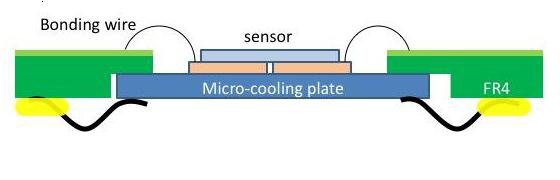 Bonding wire
sensor
Micro-cooling plate
FR4